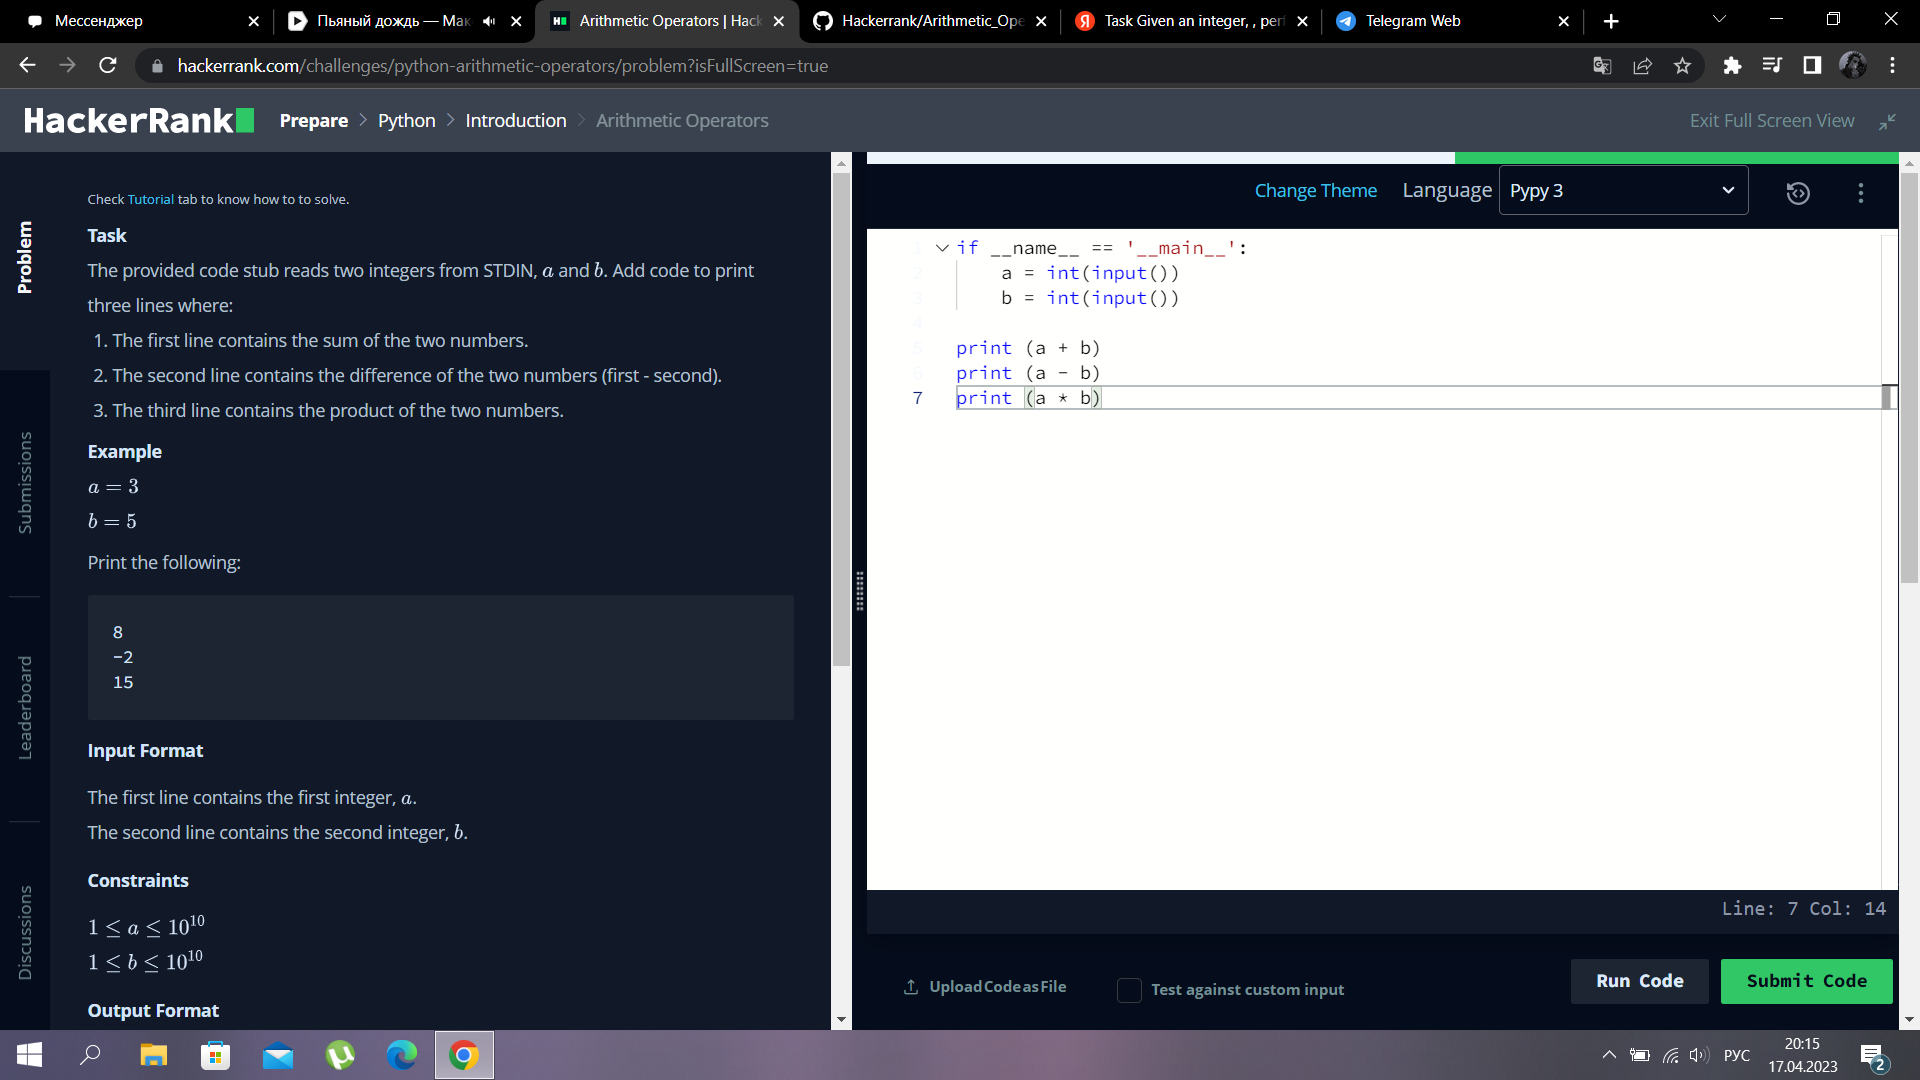 Мессенджер
Пьяный дождь — Мак
Arithmetic Operators | Hack
Hackerrank/Arithmetic_Ope
Task Given an integer, , per
Telegram Web
hackerrank.com/challenges/python-arithmetic-operators/problem?isFullScreen=true
HackerRank
Prepare > Python > Introduction > Arithmetic Operators
Exit Full Screen View
Problem
Submissions
Leaderboard
Discussions
Check Tutorial tab to know how to to solve.
Task
The provided code stub reads two integers from STDIN, a and b. Add code to print
three lines where:
1. The first line contains the sum of the two numbers.
2. The second line contains the difference of the two numbers (first - second).
3. The third line contains the product of the two numbers.
Example
a = 3
b = 5
Print the following:
8
-2
15
Input Format
The first line contains the first integer, a.
The second line contains the second integer, b.
Constraints
1 ≤ a ≤ 10^10
1 ≤ b ≤ 10^10
Output Format
Change Theme
Language
Pypy 3
1 if __name__ == '__main__':
2     a = int(input())
3     b = int(input())
4
5 print (a + b)
6 print (a - b)
7 print (a * b)
Line: 7 Col: 14
Upload Code as File
Test against custom input
Run Code
Submit Code
РУС
20:15
17.04.2023
2